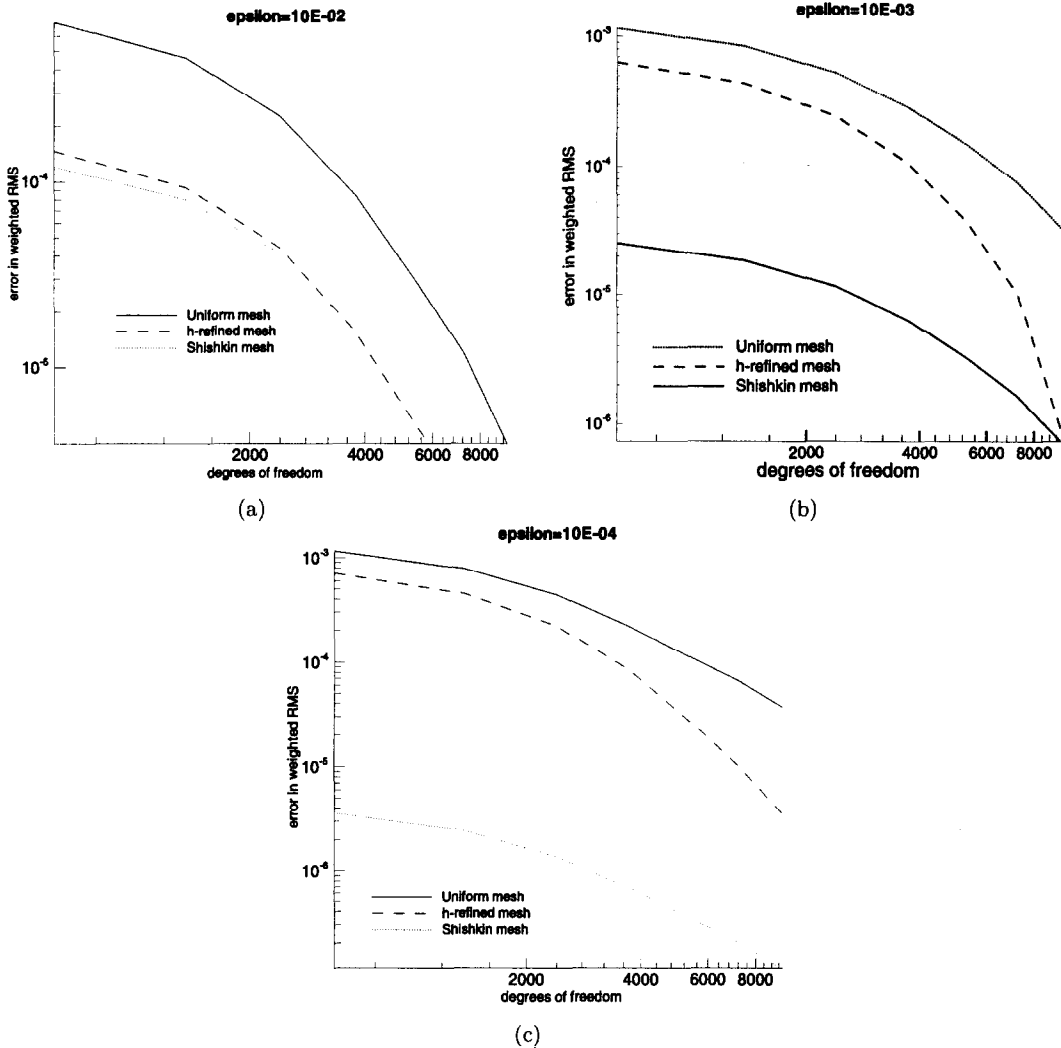 epsilon=10E-02
error in weighted RMS
10^-4
10^-5
Uniform mesh
h-refined mesh
Shishkin mesh
2000 4000 6000 8000
degrees of freedom
(a)
epsilon=10E-03
error in weighted RMS
10^-3
10^-4
10^-5
10^-6
Uniform mesh
h-refined mesh
Shishkin mesh
2000 4000 6000 8000
degrees of freedom
(b)
epsilon=10E-04
error in weighted RMS
10^-3
10^-4
10^-5
10^-6
Uniform mesh
h-refined mesh
Shishkin mesh
2000 4000 6000 8000
degrees of freedom
(c)